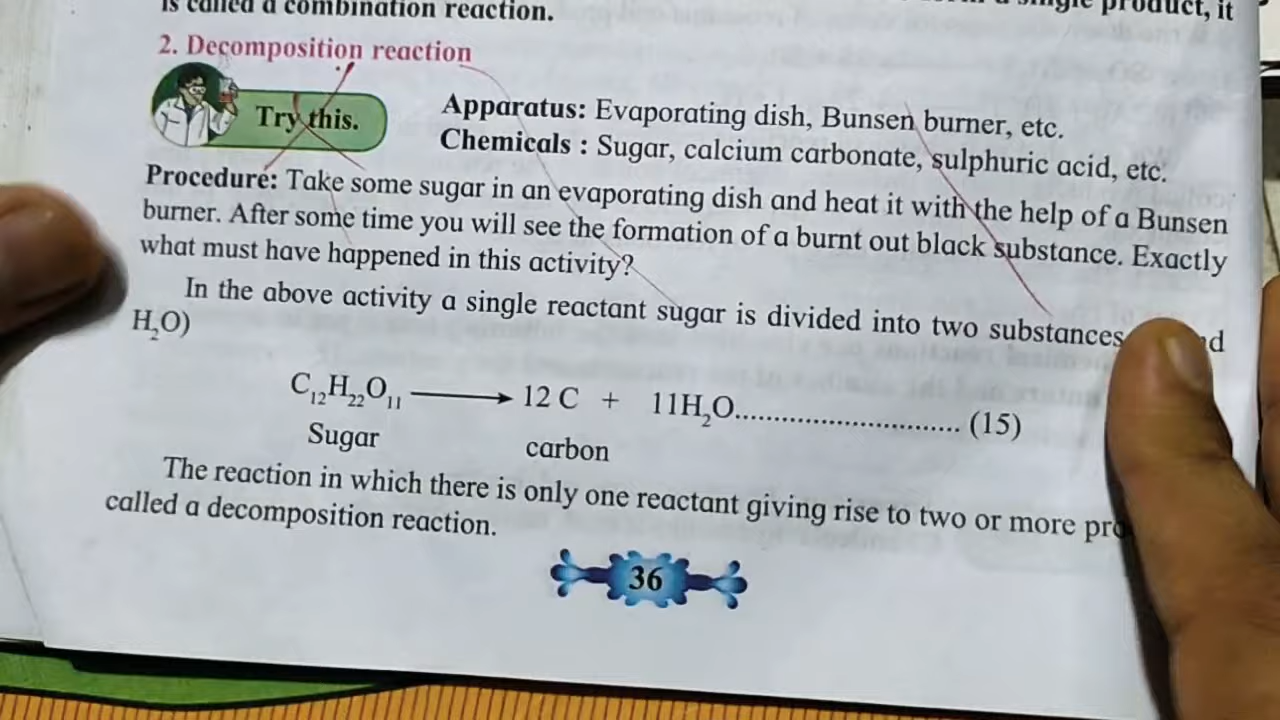 is called a combination reaction.
single product, it
2. Decomposition reaction
Try this.
Apparatus: Evaporating dish, Bunsen burner, etc.
Chemicals : Sugar, calcium carbonate, sulphuric acid, etc.
Procedure: Take some sugar in an evaporating dish and heat it with the help of a Bunsen
burner. After some time you will see the formation of a burnt out black substance. Exactly
what must have happened in this activity?
In the above activity a single reactant sugar is divided into two substances
H₂O)
C₁₂H₂₂O₁₁ ⟶ 12 C + 11H₂O................................. (15)
Sugar carbon
The reaction in which there is only one reactant giving rise to two or more
called a decomposition reaction.
36